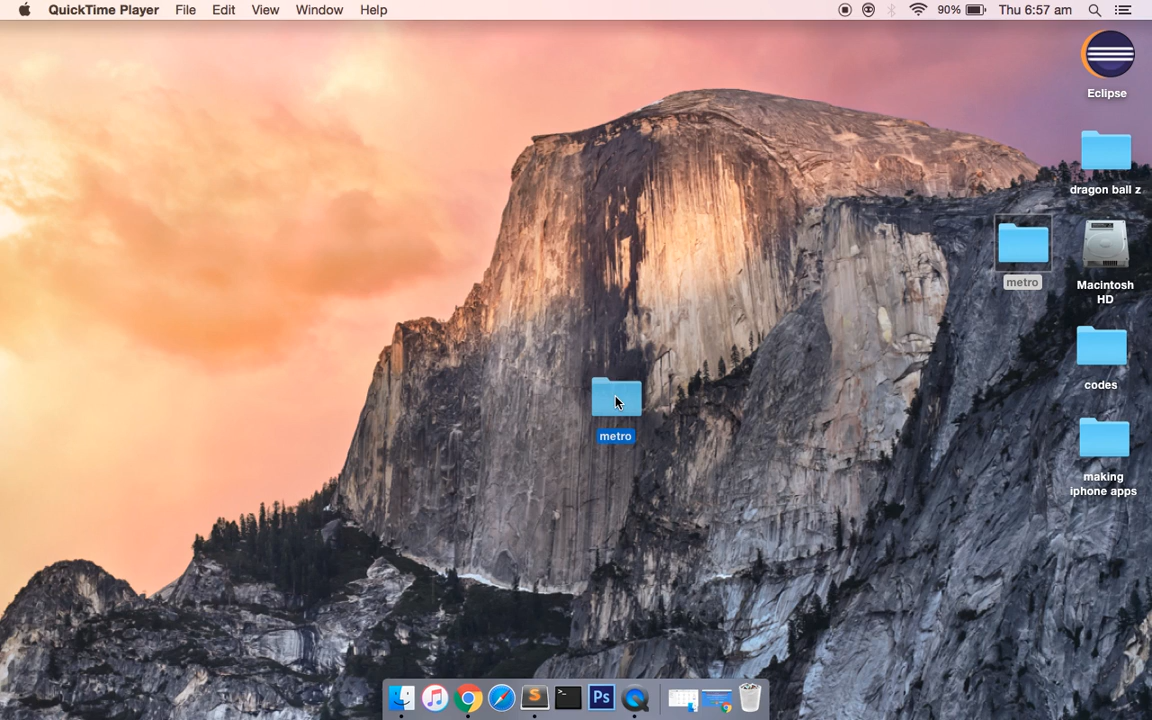 QuickTime Player File Edit View Window Help 90% Thu 6:57 am
Eclipse
dragon ball z
metro
Macintosh
HD
codes
metro
making
iphone apps
S
Ps